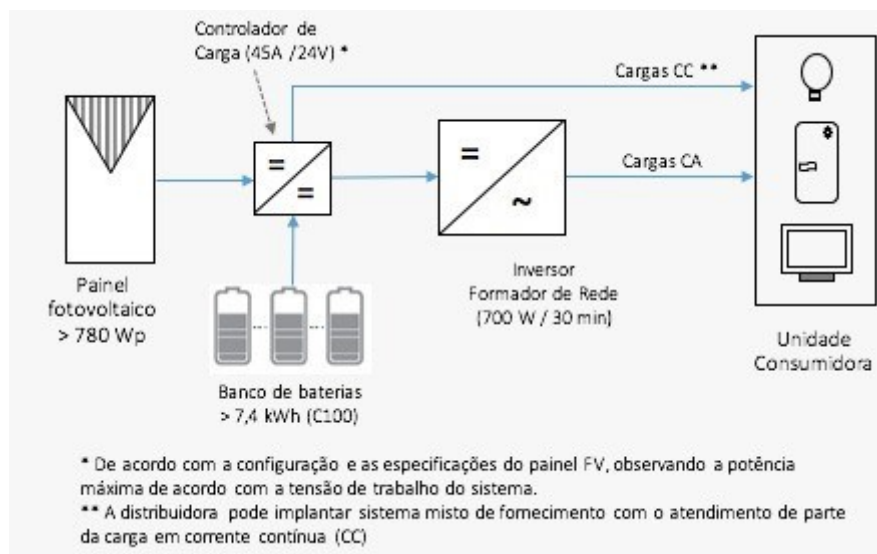 Controlador de
Carga (45A /24V) *
Cargas CC **
=
=
=
~
Cargas CA
Painel
fotovoltaico
> 780 Wp
Inversor
Formador de Rede
(700 W / 30 min)
Unidade
Consumidora
Banco de baterias
> 7,4 kWh (C100)
* De acordo com a configuração e as especificações do painel FV, observando a potência
máxima de acordo com a tensão de trabalho do sistema.
** A distribuidora pode implantar sistema misto de fornecimento com o atendimento de parte
da carga em corrente contínua (CC)